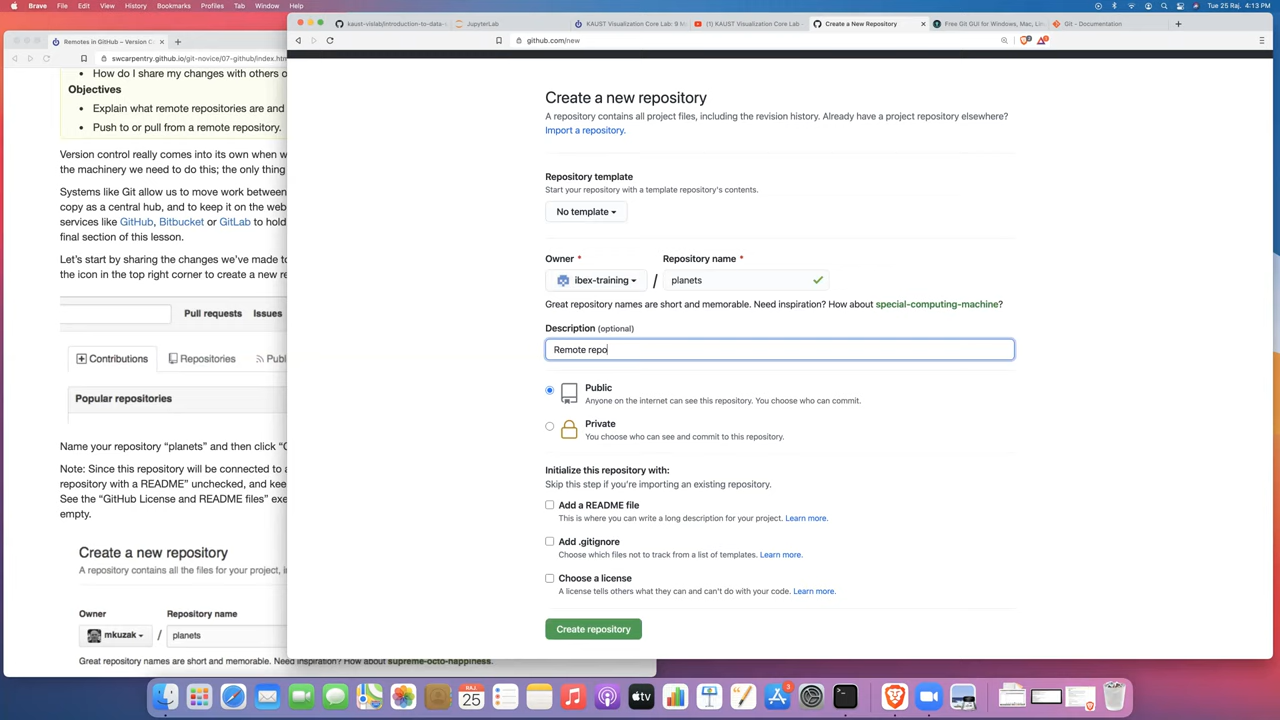 Brave File Edit View History Bookmarks Profiles Tab Window Help
Tue 25 Raj. 4:13 PM
Remotes in GitHub – Version C
swcarpentry.github.io/git-novice/07-github/index.htm
How do I share my changes with others o
Objectives
Explain what remote repositories are and
Push to or pull from a remote repository.
Version control really comes into its own when w
the machinery we need to do this; the only thing
Systems like Git allow us to move work between
copy as a central hub, and to keep it on the web
services like GitHub, Bitbucket or GitLab to hold
final section of this lesson.
Let's start by sharing the changes we've made to
the icon in the top right corner to create a new re
Pull requests Issues
Contributions Repositories Publ
Popular repositories
Name your repository “planets” and then click “C
Note: Since this repository will be connected to a
repository with a README” unchecked, and keep
See the “GitHub License and README files” exe
empty.
Create a new repository
A repository contains all the files for your project, i
Owner Repository name
mkuzak / planets
Great repository names are short and memorable. Need inspiration? How about supreme-octo-happiness.
kaust-vislab/introduction-to-data-
JupyterLab
KAUST Visualization Core Lab: 9 M
(1) KAUST Visualization Core Lab -
Create a New Repository
Free Git GUI for Windows, Mac, Lin
Git - Documentation
github.com/new
Create a new repository
A repository contains all project files, including the revision history. Already have a project repository elsewhere?
Import a repository.
Repository template
Start your repository with a template repository's contents.
No template
Owner * Repository name *
ibex-training / planets
Great repository names are short and memorable. Need inspiration? How about special-computing-machine?
Description (optional)
Remote repo
Public
Anyone on the internet can see this repository. You choose who can commit.
Private
You choose who can see and commit to this repository.
Initialize this repository with:
Skip this step if you're importing an existing repository.
Add a README file
This is where you can write a long description for your project. Learn more.
Add .gitignore
Choose which files not to track from a list of templates. Learn more.
Choose a license
A license tells others what they can and can't do with your code. Learn more.
Create repository
RAJ.
25
tv
3